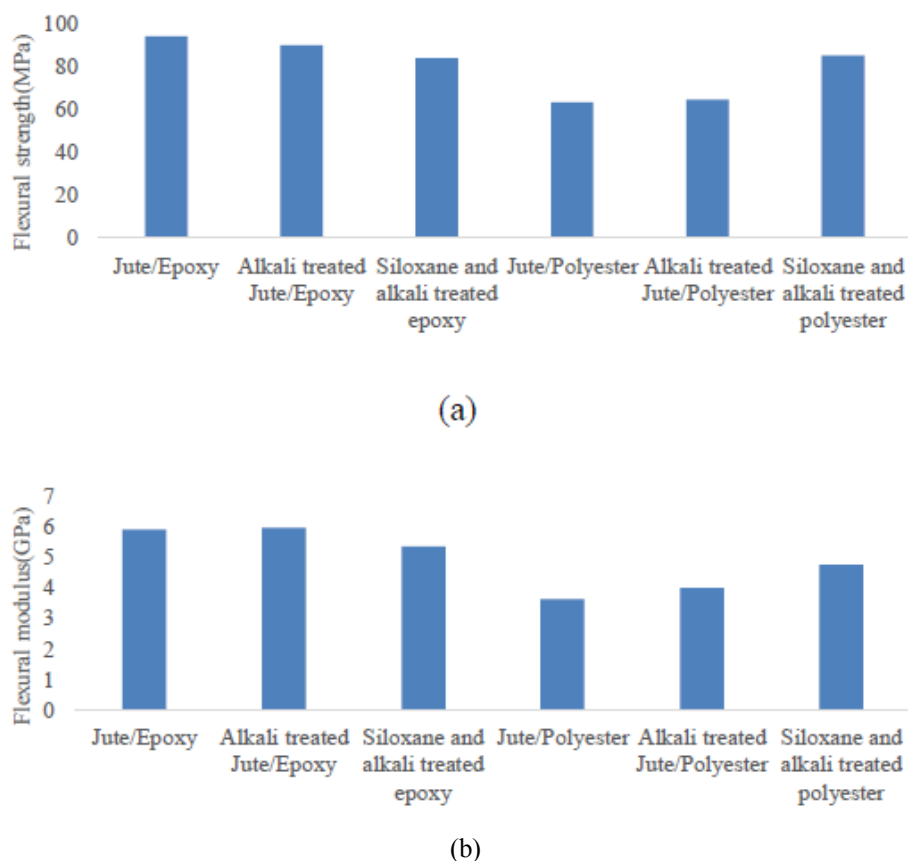 100
80
60
40
20
0
Flexural strength(MPa)
Jute/Epoxy Alkali treated Siloxane and Jute/Polyester Alkali treated Siloxane and
Jute/Epoxy alkali treated Jute/Polyester alkali treated
epoxy polyester
(a)
7
6
5
4
3
2
1
0
Flexural modulus(GPa)
Jute/Epoxy Alkali treated Siloxane and Jute/Polyester Alkali treated Siloxane and
Jute/Epoxy alkali treated Jute/Polyester alkali treated
epoxy polyester
(b)